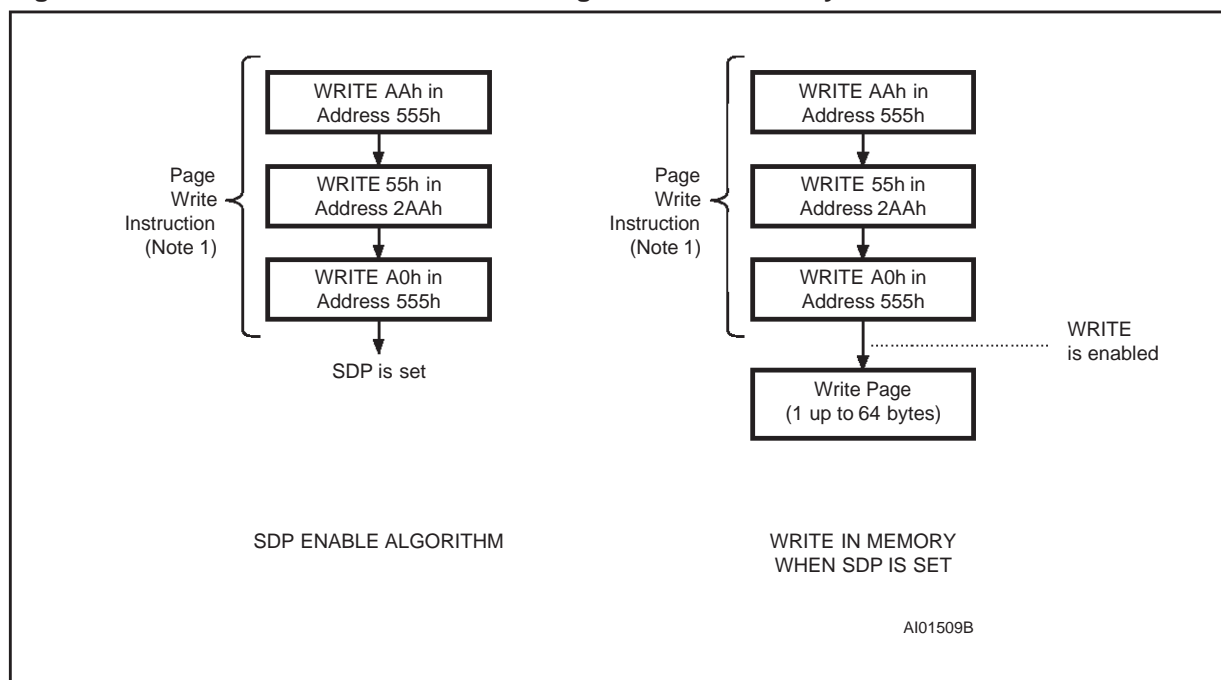 WRITE AAh in
Address 555h
WRITE 55h in
Address 2AAh
WRITE A0h in
Address 555h
Page
Write
Instruction
(Note 1)
SDP is set
SDP ENABLE ALGORITHM
WRITE AAh in
Address 555h
WRITE 55h in
Address 2AAh
WRITE A0h in
Address 555h
Page
Write
Instruction
(Note 1)
WRITE
is enabled
Write Page
(1 up to 64 bytes)
WRITE IN MEMORY
WHEN SDP IS SET
AI01509B